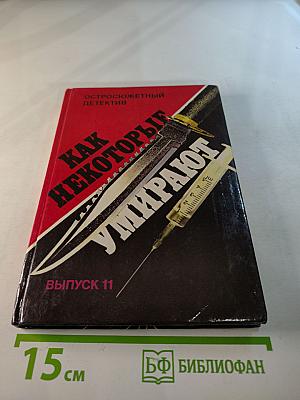 ОСТРОСЮЖЕТНЫЙ
ДЕТЕКТИВ
КАК
НЕКОТОРЫЕ
УМИРАЮТ
ВЫПУСК 11
15 см
БФ БИБЛИОФАН